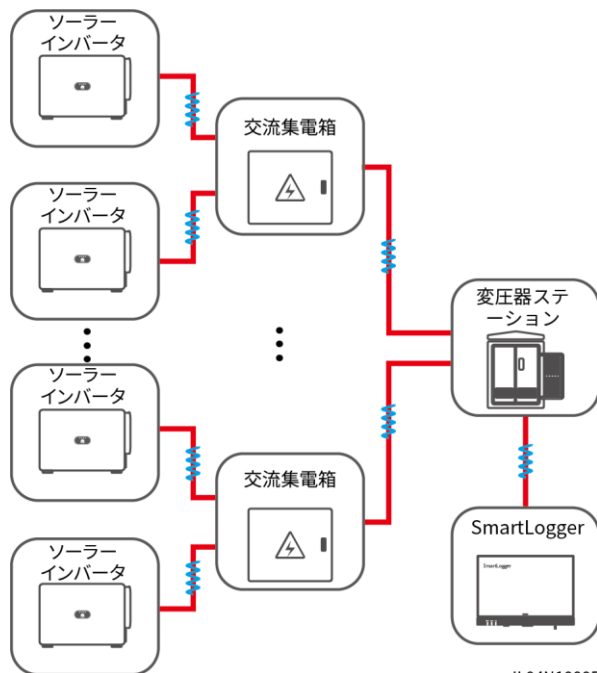 ソーラー
インバータ
交流集電箱
ソーラー
インバータ
変圧器ステ
ーション
ソーラー
インバータ
交流集電箱
SmartLogger
SmartLogger
ソーラー
インバータ